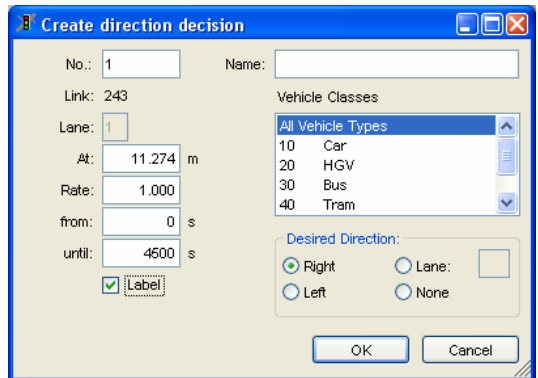 Create direction decision
No.: 1 Name:
Link: 243 Vehicle Classes
Lane: 1
All Vehicle Types
At: 11.274 m
10 Car
20 HGV
Rate: 1.000
30 Bus
from: 0 s
40 Tram
until: 4500 s
Desired Direction:
Right Lane:
Label
Left None
OK Cancel